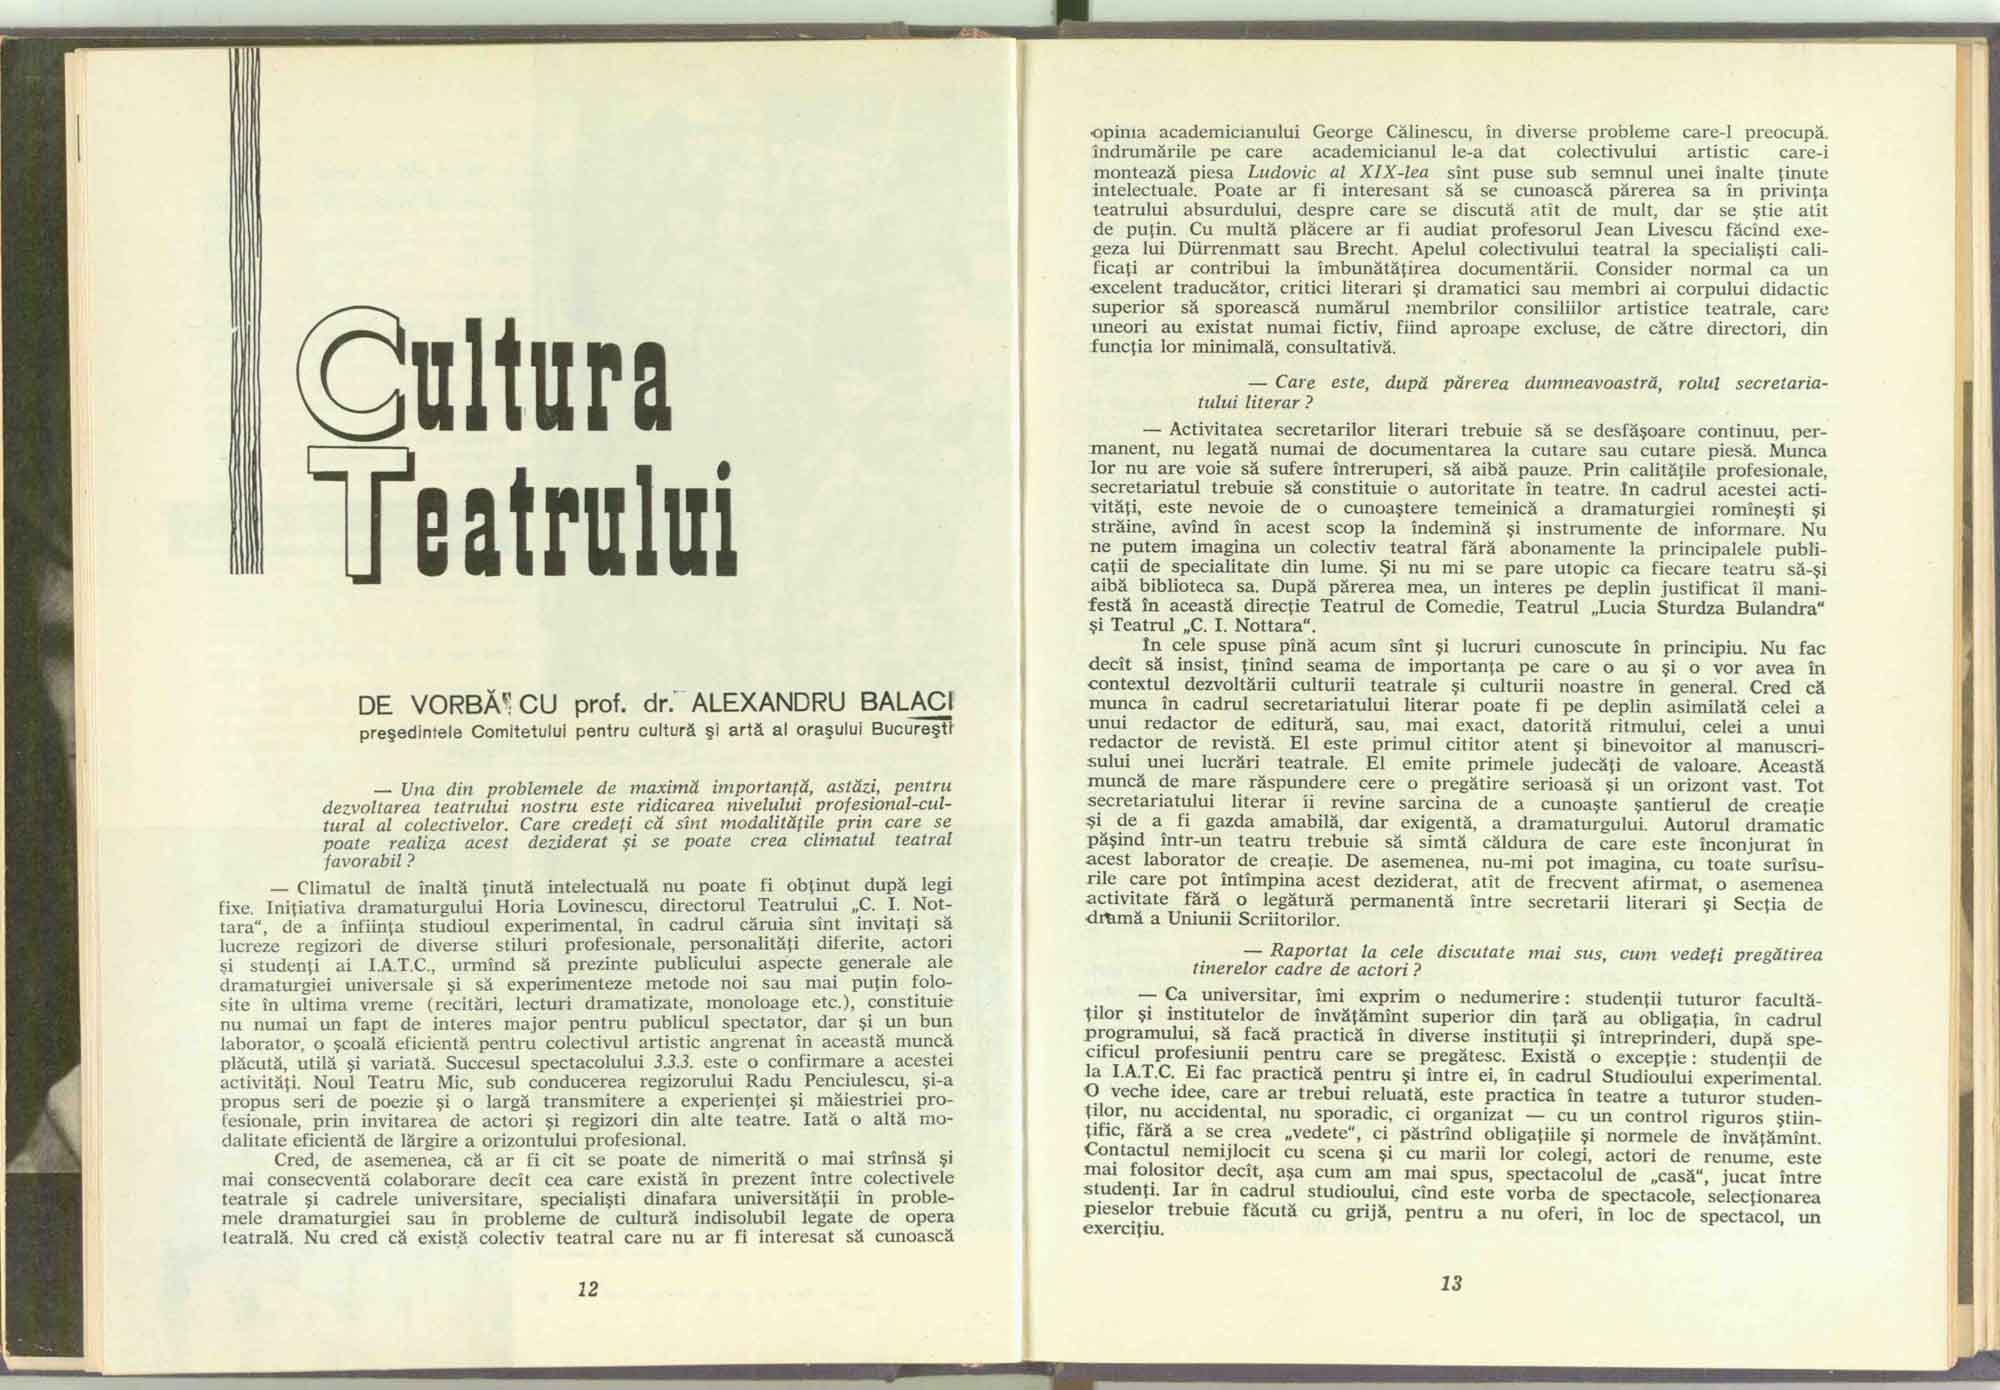 Cultura
Teatrului
DE VORBĂ CU prof. dr. ALEXANDRU BALACI
președintele Comitetului pentru cultură și artă al orașului București
— Una din problemele de maximă importanță, astăzi, pentru
dezvoltarea teatrului nostru este ridicarea nivelului profesional-cul-
tural al colectivelor. Care credeți că sînt modalitățile prin care se
poate realiza acest deziderat și se poate crea climatul teatral
favorabil ?
— Climatul de înaltă ținută intelectuală nu poate fi obținut după legi
fixe. Inițiativa dramaturgului Horia Lovinescu, directorul Teatrului „C. I. Not-
tara“, de a înființa studioul experimental, în cadrul căruia sînt invitați să
lucreze regizori de diverse stiluri profesionale, personalități diferite, actori
și studenți ai I.A.T.C., urmînd să prezinte publicului aspecte generale ale
dramaturgiei universale și să experimenteze metode noi sau mai puțin folo-
site în ultima vreme (recitări, lecturi dramatizate, monoloage etc.), constituie
nu numai un fapt de interes major pentru publicul spectator, dar și un bun
laborator, o școală eficientă pentru colectivul artistic angrenat în această muncă
plăcută, utilă și variată. Succesul spectacolului 3.3.3. este o confirmare a acestei
activități. Noul Teatru Mic, sub conducerea regizorului Radu Penciulescu, și-a
propus seri de poezie și o largă transmitere a experienței și măiestriei pro-
fesionale, prin invitarea de actori și regizori din alte teatre. Iată o altă mo-
dalitate eficientă de lărgire a orizontului profesional.
Cred, de asemenea, că ar fi cît se poate de nimerită o mai strînsă și
mai consecventă colaborare decît cea care există în prezent între colectivele
teatrale și cadrele universitare, specialiști dinafara universității în proble-
mele dramaturgiei sau în probleme de cultură indisolubil legate de opera
teatrală. Nu cred că există colectiv teatral care nu ar fi interesat să cunoască
12
opinia academicianului George Călinescu, în diverse probleme care-l preocupă.
îndrumările pe care academicianul le-a dat colectivului artistic care-i
montează piesa Ludovic al XIX-lea sînt puse sub semnul unei înalte ținute
intelectuale. Poate ar fi interesant să se cunoască părerea sa în privința
teatrului absurdului, despre care se discută atît de mult, dar se știe atît
de puțin. Cu multă plăcere ar fi audiat profesorul Jean Livescu făcînd exe-
geza lui Dürrenmatt sau Brecht. Apelul colectivului teatral la specialiști cali-
ficați ar contribui la îmbunătățirea documentării. Consider normal ca un
excelent traducător, critici literari și dramatici sau membri ai corpului didactic
superior să sporească numărul membrilor consiliilor artistice teatrale, care
uneori au existat numai fictiv, fiind aproape excluse, de către directori, din
funcția lor minimală, consultativă.
— Care este, după părerea dumneavoastră, rolul secretaria-
tului literar ?
— Activitatea secretarilor literari trebuie să se desfășoare continuu, per-
manent, nu legată numai de documentarea la cutare sau cutare piesă. Munca
lor nu are voie să sufere întreruperi, să aibă pauze. Prin calitățile profesionale,
secretariatul trebuie să constituie o autoritate în teatre. În cadrul acestei acti-
vități, este nevoie de o cunoaștere temeinică a dramaturgiei romînești și
străine, avînd în acest scop la îndemină și instrumente de informare. Nu
ne putem imagina un colectiv teatral fără abonamente la principalele publi-
cații de specialitate din lume. Și nu mi se pare utopic ca fiecare teatru să-și
aibă biblioteca sa. După părerea mea, un interes pe deplin justificat îl mani-
festă în această direcție Teatrul de Comedie, Teatrul „Lucia Sturdza Bulandra“
și Teatrul „C. I. Nottara“.
În cele spuse pînă acum sînt și lucruri cunoscute în principiu. Nu fac
decît să insist, ținînd seama de importanța pe care o au și o vor avea în
contextul dezvoltării culturii teatrale și culturii noastre în general. Cred că
munca în cadrul secretariatului literar poate fi pe deplin asimilată celei a
unui redactor de editură, sau, mai exact, datorită ritmului, celei a unui
redactor de revistă. El este primul cititor atent și binevoitor al manuscri-
sului unei lucrări teatrale. El emite primele judecăți de valoare. Această
muncă de mare răspundere cere o pregătire serioasă și un orizont vast. Tot
secretariatului literar îi revine sarcina de a cunoaște șantierul de creație
și de a fi gazda amabilă, dar exigentă, a dramaturgului. Autorul dramatic
pășind într-un teatru trebuie să simtă căldura de care este înconjurat în
acest laborator de creație. De asemenea, nu-mi pot imagina, cu toate surîsu-
rile care pot întîmpina acest deziderat, atît de frecvent afirmat, o asemenea
activitate fără o legătură permanentă între secretarii literari și Secția de
dramă a Uniunii Scriitorilor.
— Raportat la cele discutate mai sus, cum vedeți pregătirea
tinerelor cadre de actori ?
— Ca universitar, îmi exprim o nedumerire : studenții tuturor facultă-
ților și institutelor de învățămînt superior din țară au obligația, în cadrul
programului, să facă practică în diverse instituții și întreprinderi, după spe-
cificul profesiunii pentru care se pregătesc. Există o excepție : studenții de
la I.A.T.C. Ei fac practică pentru și între ei, în cadrul Studioului experimental.
O veche idee, care ar trebui reluată, este practica în teatre a tuturor studen-
ților, nu accidental, nu sporadic, ci organizat — cu un control riguros știin-
țific, fără a se crea „vedete“, ci păstrînd obligațiile și normele de învățămînt.
Contactul nemijlocit cu scena și cu marii lor colegi, actori de renume, este
mai folositor decît, așa cum am mai spus, spectacolul de „casă“, jucat între
studenți. Iar în cadrul studioului, cînd este vorba de spectacole, selecționarea
pieselor trebuie făcută cu grijă, pentru a nu oferi, în loc de spectacol, un
exercițiu.
13